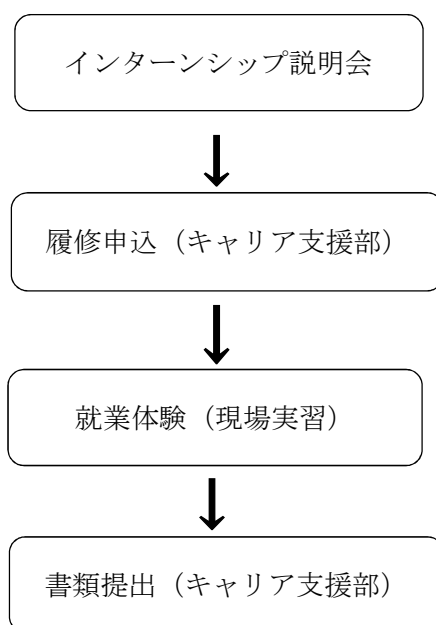 インターンシップ説明会
履修申込（キャリア支援部）
就業体験（現場実習）
書類提出（キャリア支援部）